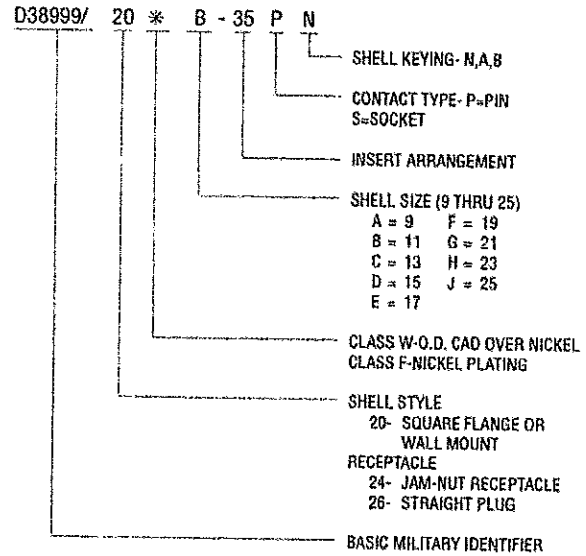 D38999/ 20 * B - 35 P N
SHELL KEYING- N,A,B
CONTACT TYPE- P=PIN
S=SOCKET
INSERT ARRANGEMENT
SHELL SIZE (9 THRU 25)
A = 9 F = 19
B = 11 G = 21
C = 13 H = 23
D = 15 J = 25
E = 17
CLASS W-O.D. CAD OVER NICKEL
CLASS F-NICKEL PLATING
SHELL STYLE
20- SQUARE FLANGE OR
WALL MOUNT
RECEPTACLE
24- JAM-NUT RECEPTACLE
26- STRAIGHT PLUG
BASIC MILITARY IDENTIFIER